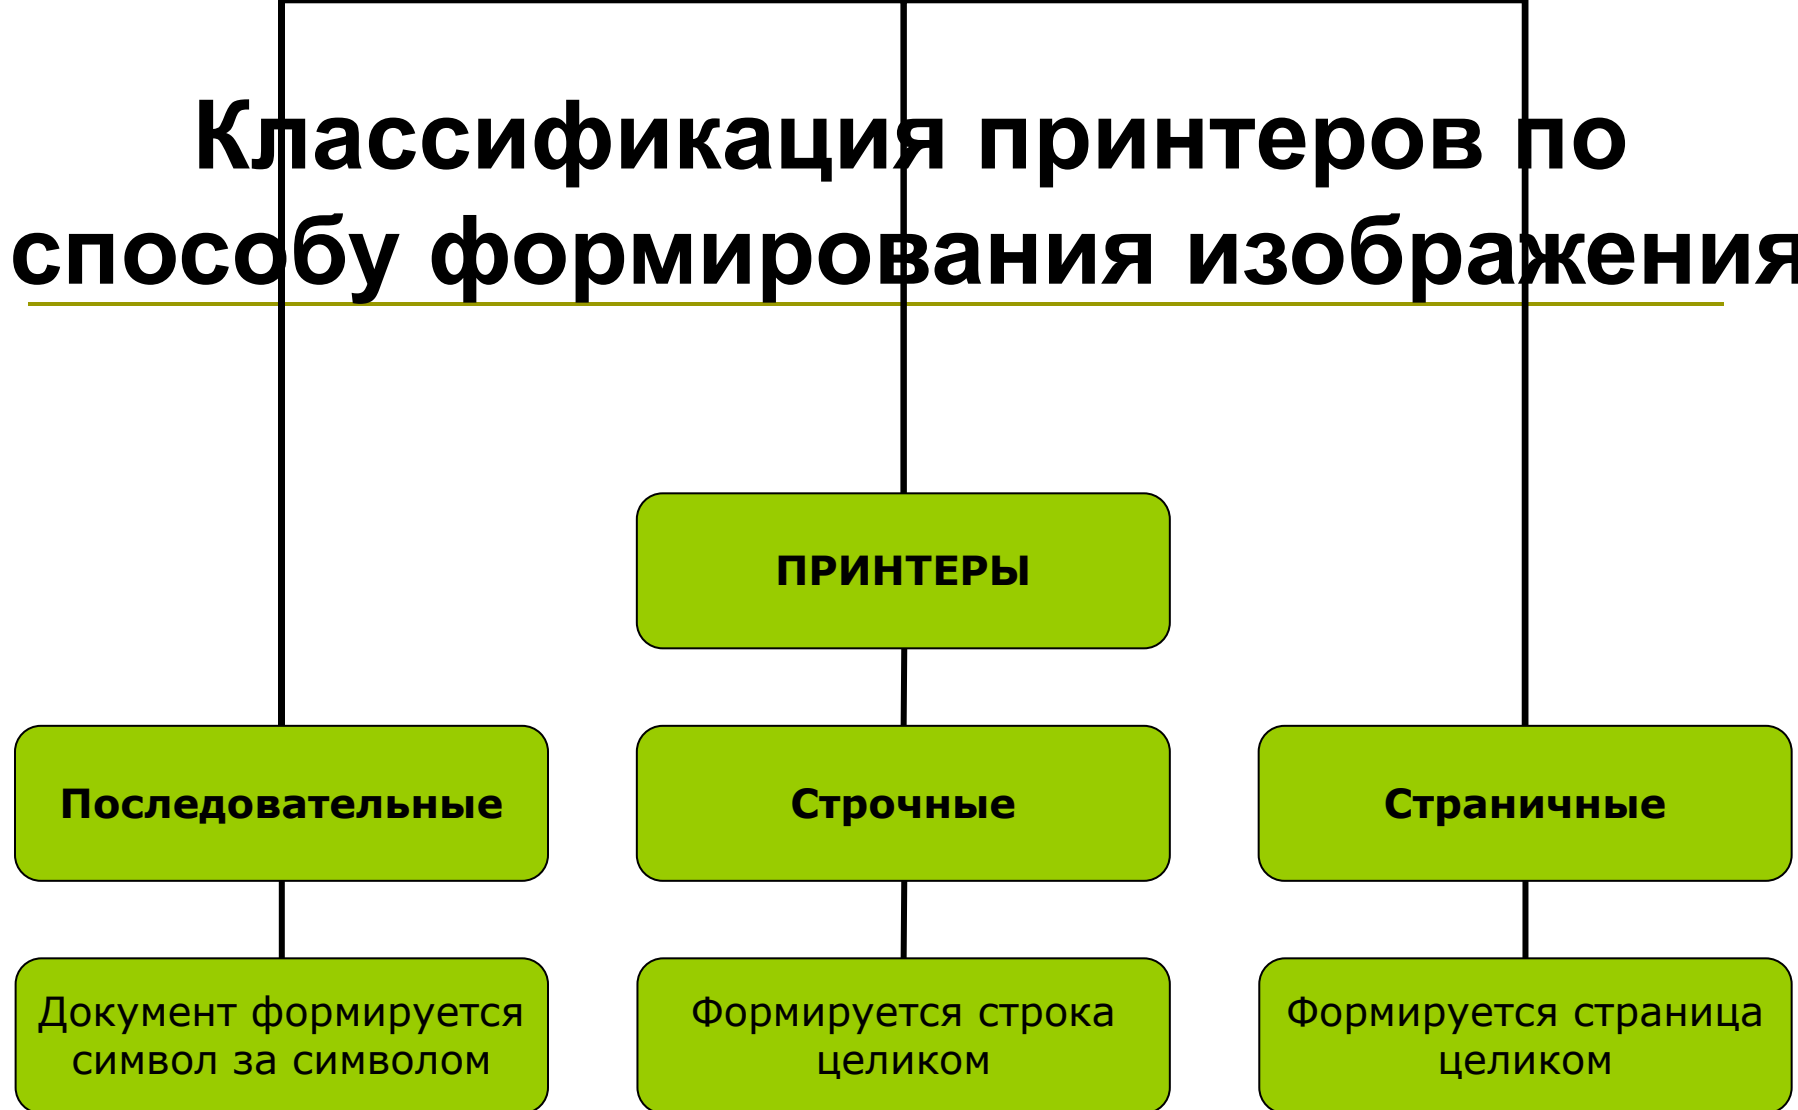 Классификация принтеров по
способу формирования изображения
ПРИНТЕРЫ
Последовательные
Строчные
Страничные
Документ формируется
символ за символом
Формируется строка
целиком
Формируется страница
целиком